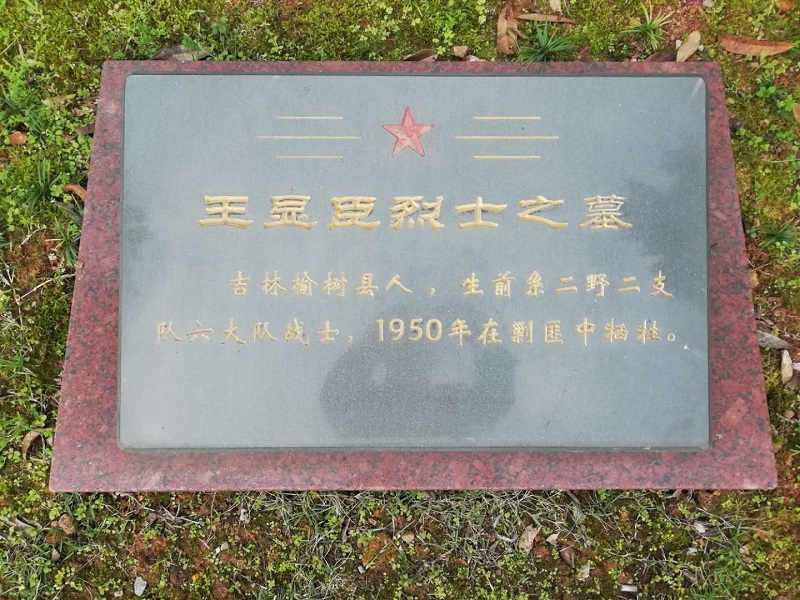 王显臣烈士之墓
吉林榆树县人，生前系二野二支
队六大队战士，1950年在剿匪中牺牲。